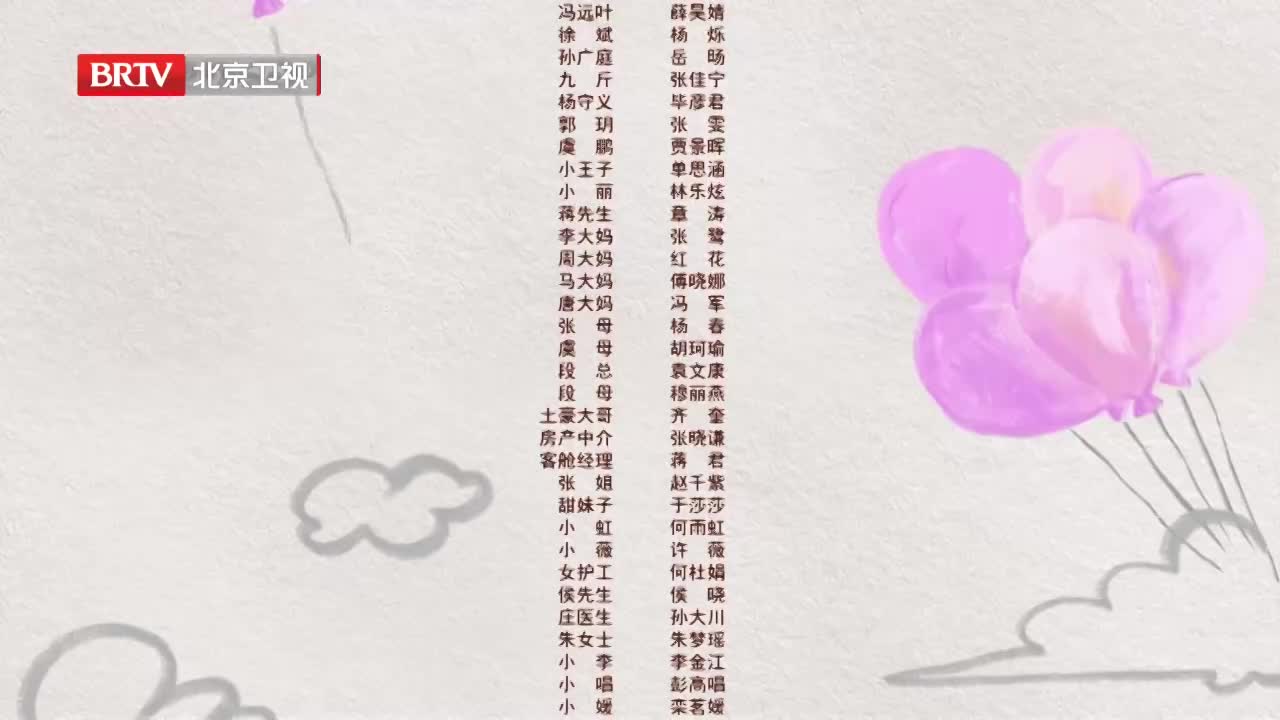 BRTV 北京卫视
冯远叶 薛昊婧
徐斌 杨烁
孙广庭 岳旸
九斤 张佳宁
杨守义 毕彦君
郭玥 张雯
虞鹏 贾景晖
小王子 单思涵
小丽 林乐炫
蒋先生 章涛
李大妈 张鹭
周大妈 红花
马大妈 傅晓娜
唐大妈 冯军
张母 杨春
虞母 胡珂瑜
段总 袁文康
段母 穆丽燕
土豪大哥 齐奎
房产中介 张晓谦
客舱经理 蒋君
张姐 赵千紫
甜妹子 于莎莎
小虹 何雨虹
小薇 许薇
女护工 何杜娟
侯先生 侯晓
庄医生 孙大川
朱女士 朱梦瑶
小李 李金江
小唱 彭高唱
小媛 栾茗媛